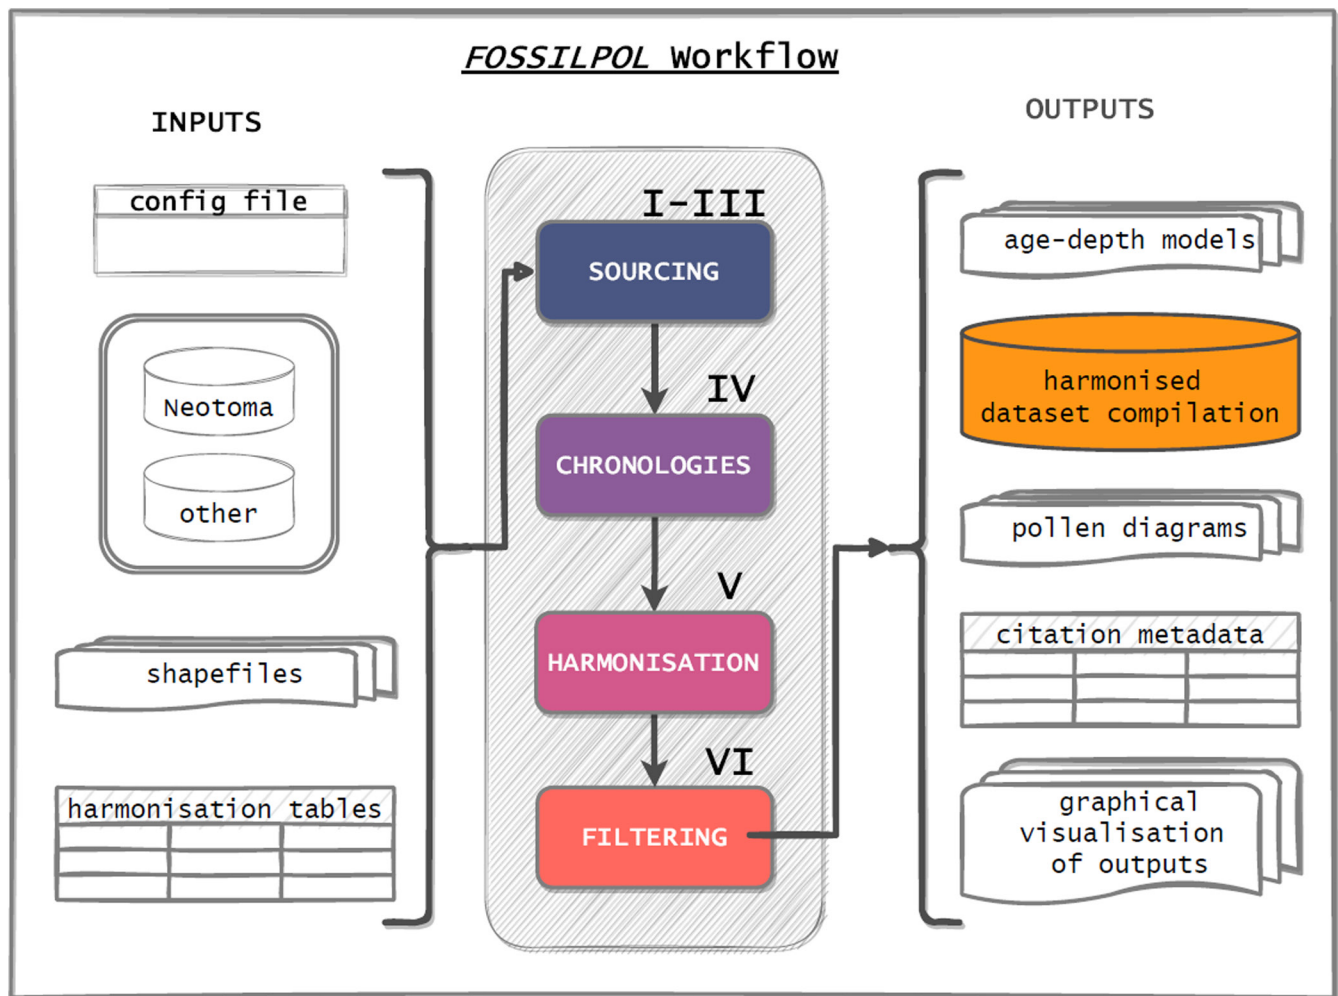 FOSSILPOL Workflow
INPUTS
config file
Neotoma
other
shapefiles
harmonisation tables
I-III
SOURCING
IV
CHRONOLOGIES
V
HARMONISATION
VI
FILTERING
OUTPUTS
age-depth models
harmonised
dataset compilation
pollen diagrams
citation metadata
graphical
visualisation
of outputs